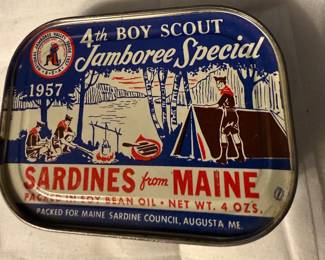 4th BOY SCOUT
Jamboree Special
1957
SARDINES from MAINE
PACKED IN SOY BEAN OIL • NET WT. 4 OZS.
PACKED FOR MAINE SARDINE COUNCIL, AUGUSTA, ME.